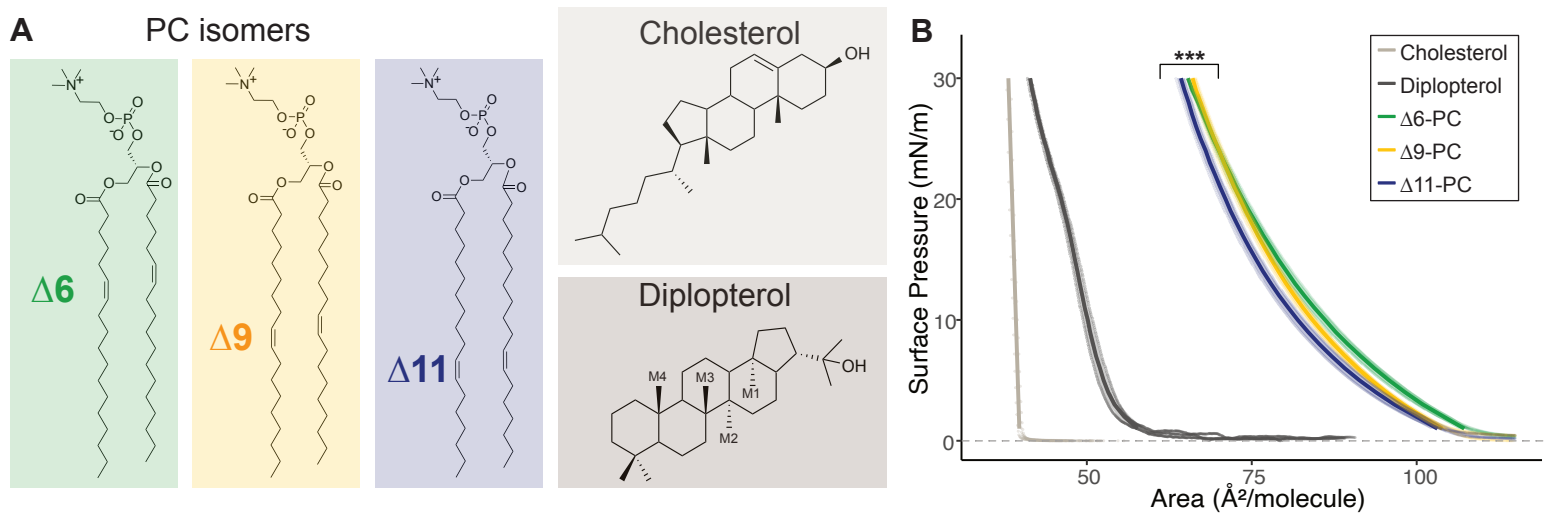 A
PC isomers
N+
O
P
O
-O
O
O
O
O
O
Δ6
N+
O
P
O
-O
O
O
O
O
O
Δ9
N+
O
P
O
-O
O
O
O
O
O
Δ11
Cholesterol
OH
Diplopterol
M4
M3
M1
M2
OH
B
***
Cholesterol
Diplopterol
Δ6-PC
Δ9-PC
Δ11-PC
Surface Pressure (mN/m)
30
20
10
0
50
75
100
Area (Å²/molecule)